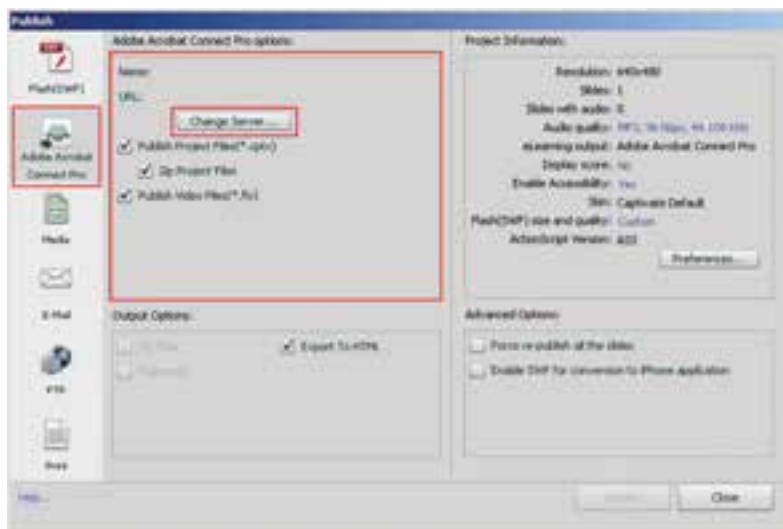 Publish
Flash(SWF)
Adobe Acrobat
Connect Pro
Media
E-Mail
FTP
Print
Adobe Acrobat Connect Pro options:
Name:
URL:
Change Server...
Publish Project Files(*.cptx)
Zip Project Files
Publish Video Files(*.flv)
Output Options:
Export To HTML
Project Information:
Resolution: 640x480
Slides: 1
Slides with audio: 0
Audio quality:
eLearning output: Adobe Acrobat Connect Pro
Display score: No
Enable Accessibility: Yes
Skin: Captivate Default
Flash(SWF) size and quality: Custom
ActionScript Version: AS3
Preferences...
Advanced Options:
Force re-publish all the slides
Enable SWF for conversion to iPhone application
Help...
Close